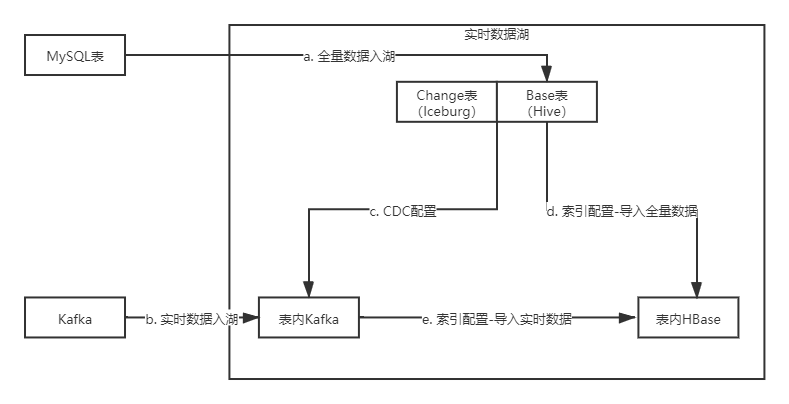 实时数据湖
MySQL表
a. 全量数据入湖
Change表
（Iceburg）
Base表
（Hive）
c. CDC配置
d. 索引配置-导入全量数据
Kafka
b. 实时数据入湖
表内Kafka
e. 索引配置-导入实时数据
表内HBase